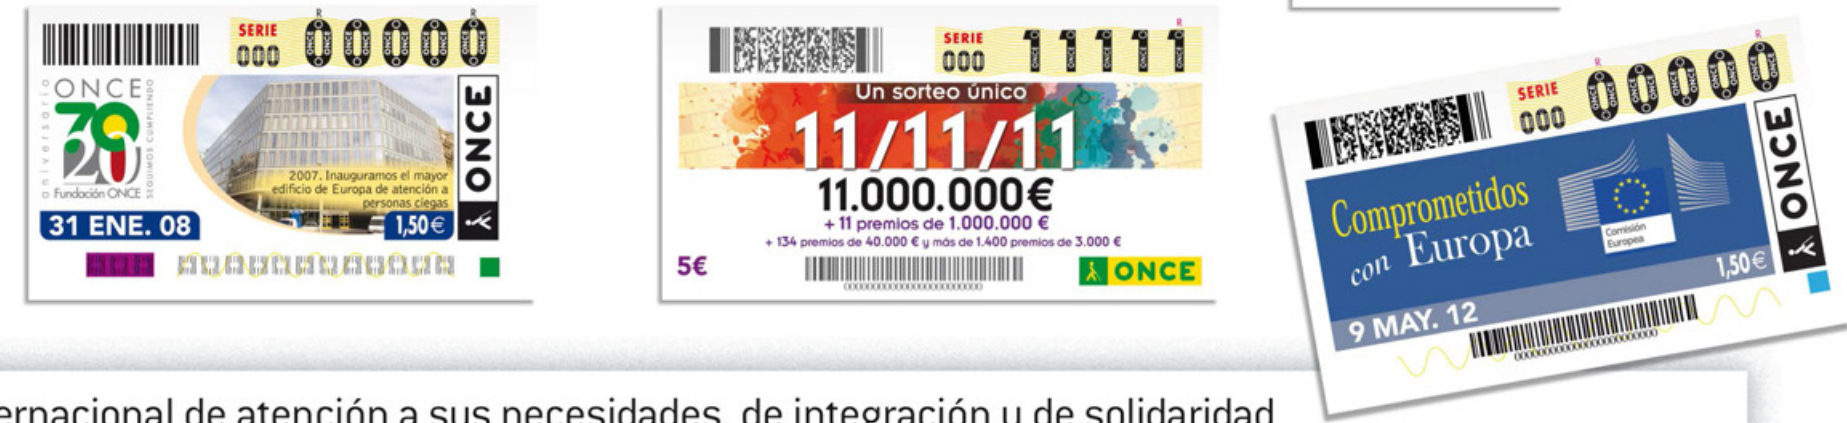 SERIE
000 00000
ONCE
aniversario
70
20
Fundación ONCE
SEGUIMOS CUMPLIENDO
2007. Inauguramos el mayor
edificio de Europa de atención a
personas ciegas
31 ENE. 08
1,50€
ONCE
R
SERIE
000 11111
Un sorteo único
11/11/11
11.000.000€
+ 11 premios de 1.000.000 €
+ 134 premios de 40.000 € y más de 1.400 premios de 3.000 €
5€
ONCE
R
SERIE
000 00000
Comprometidos
con Europa
Comisión
Europea
1,50€
9 MAY. 12
ONCE
ernacional de atención a sus necesidades, de integración y de solidaridad